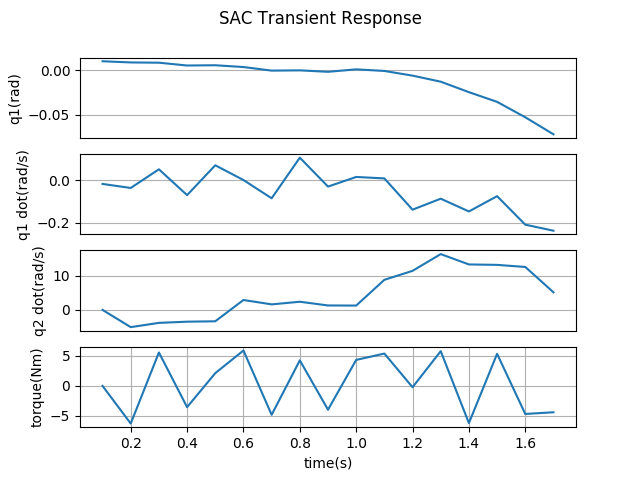 SAC Transient Response
q1(rad)
0.00
−0.05
q1 dot(rad/s)
0.0
−0.2
q2 dot(rad/s)
10
0
torque(Nm)
5
0
−5
0.2 0.4 0.6 0.8 1.0 1.2 1.4 1.6
time(s)